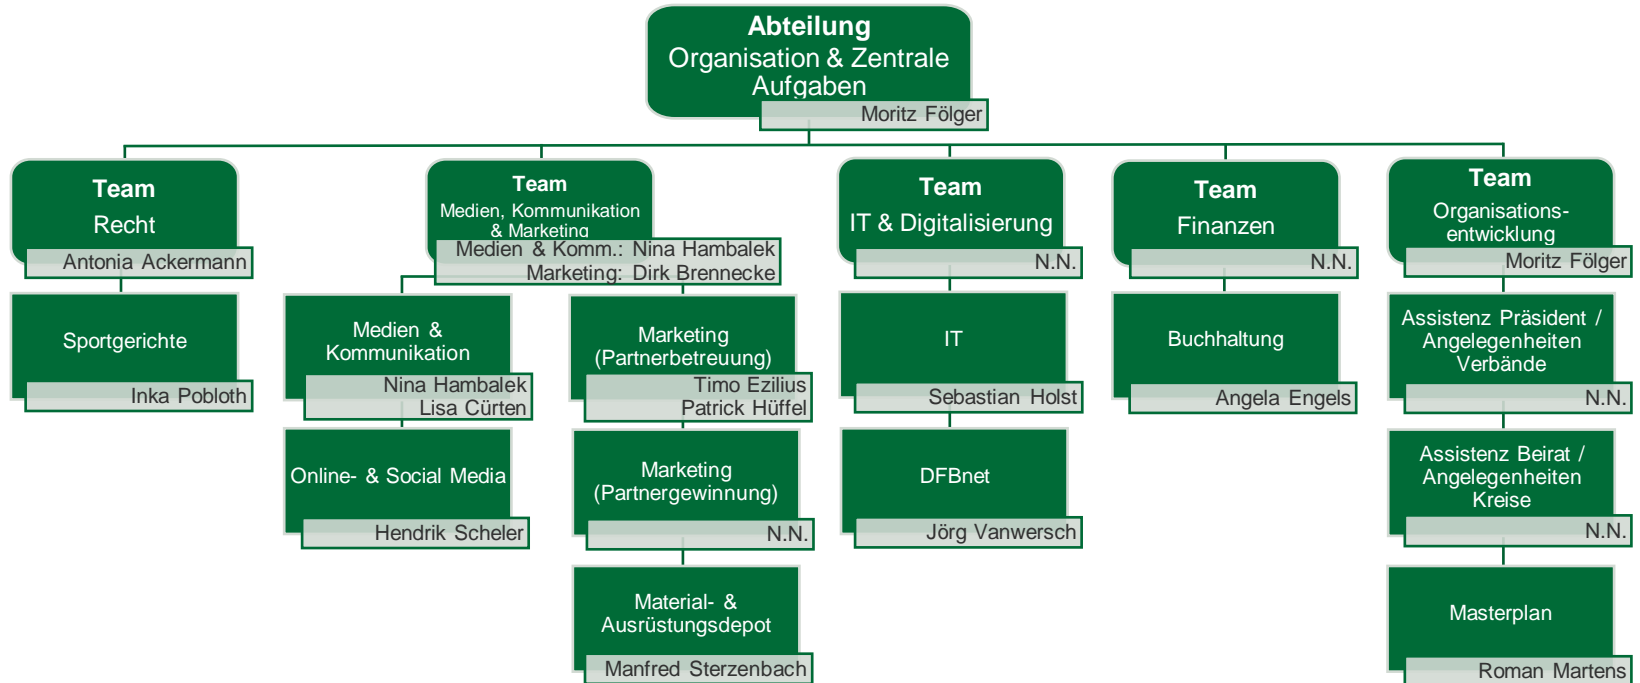 Abteilung
Organisation & Zentrale
Aufgaben
Moritz Fölger
Team
Recht
Antonia Ackermann
Sportgerichte
Inka Pobloth
Team
Medien, Kommunikation
& Marketing
Medien & Komm.: Nina Hambalek
Marketing: Dirk Brennecke
Medien &
Kommunikation
Nina Hambalek
Lisa Cürten
Online- & Social Media
Hendrik Scheler
Marketing
(Partnerbetreuung)
Timo Ezilius
Patrick Hüffel
Marketing
(Partnergewinnung)
N.N.
Material- &
Ausrüstungsdepot
Manfred Sterzenbach
Team
IT & Digitalisierung
N.N.
IT
Sebastian Holst
DFBnet
Jörg Vanwersch
Team
Finanzen
N.N.
Buchhaltung
Angela Engels
Team
Organisations-
entwicklung
Moritz Fölger
Assistenz Präsident /
Angelegenheiten
Verbände
N.N.
Assistenz Beirat /
Angelegenheiten
Kreise
N.N.
Masterplan
Roman Martens